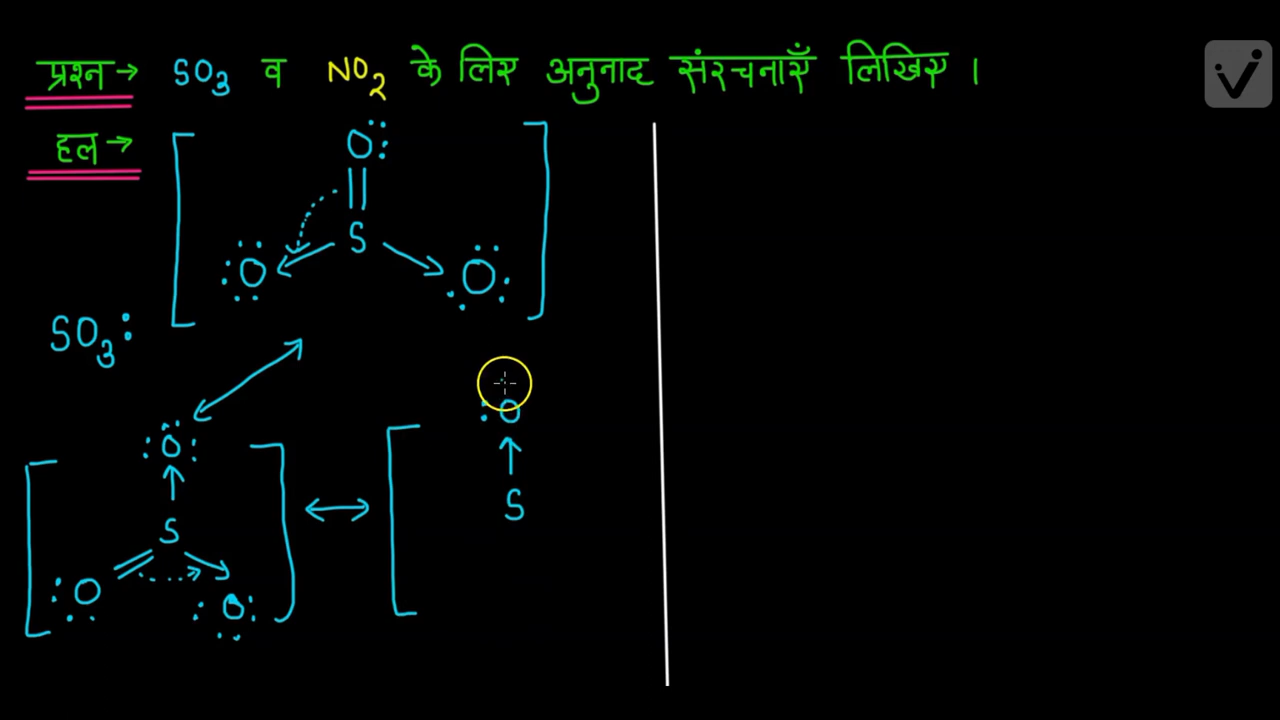 प्रश्न → SO₃ व NO₂ के लिए अनुनाद संरचनाएँ लिखिए ।
हल →
O
S
O O
SO₃
O
S
O O
O
S